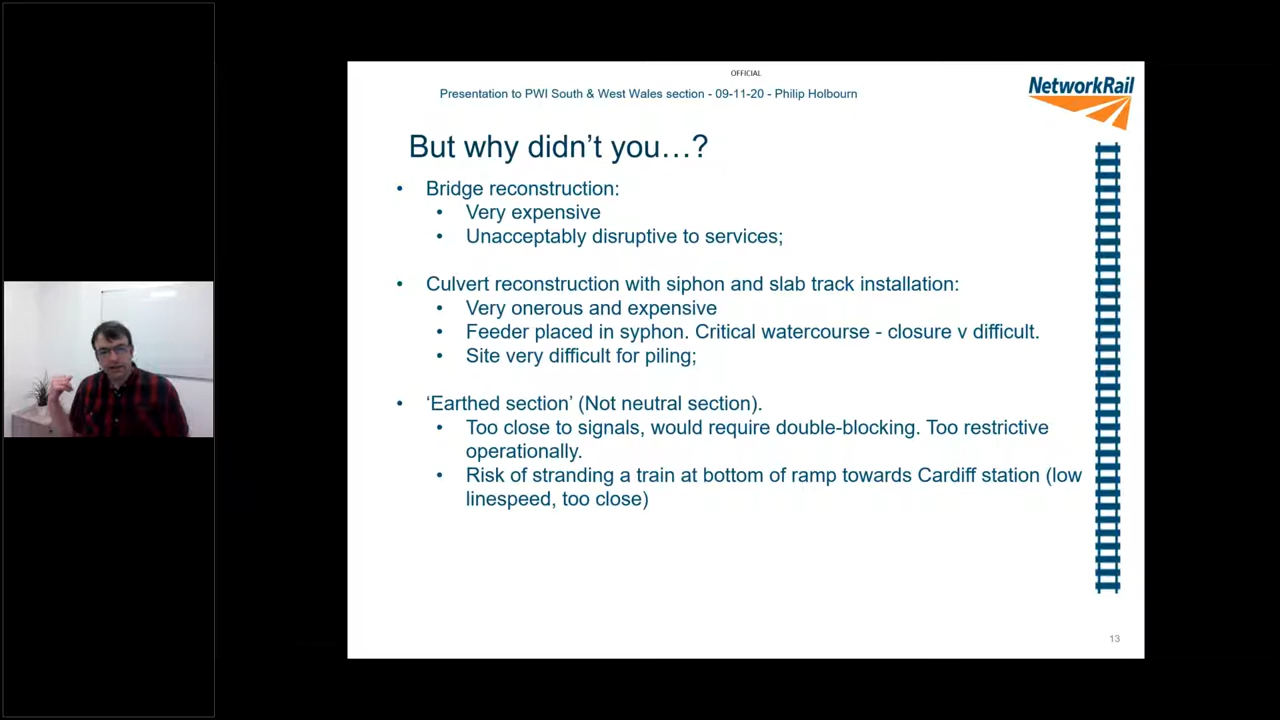 OFFICIAL
Presentation to PWI South & West Wales section - 09-11-20 - Philip Holbourn
NetworkRail
But why didn't you…?
• Bridge reconstruction:
• Very expensive
• Unacceptably disruptive to services;
• Culvert reconstruction with siphon and slab track installation:
• Very onerous and expensive
• Feeder placed in syphon. Critical watercourse - closure v difficult.
• Site very difficult for piling;
• ‘Earthed section’ (Not neutral section).
• Too close to signals, would require double-blocking. Too restrictive
operationally.
• Risk of stranding a train at bottom of ramp towards Cardiff station (low
linespeed, too close)
13